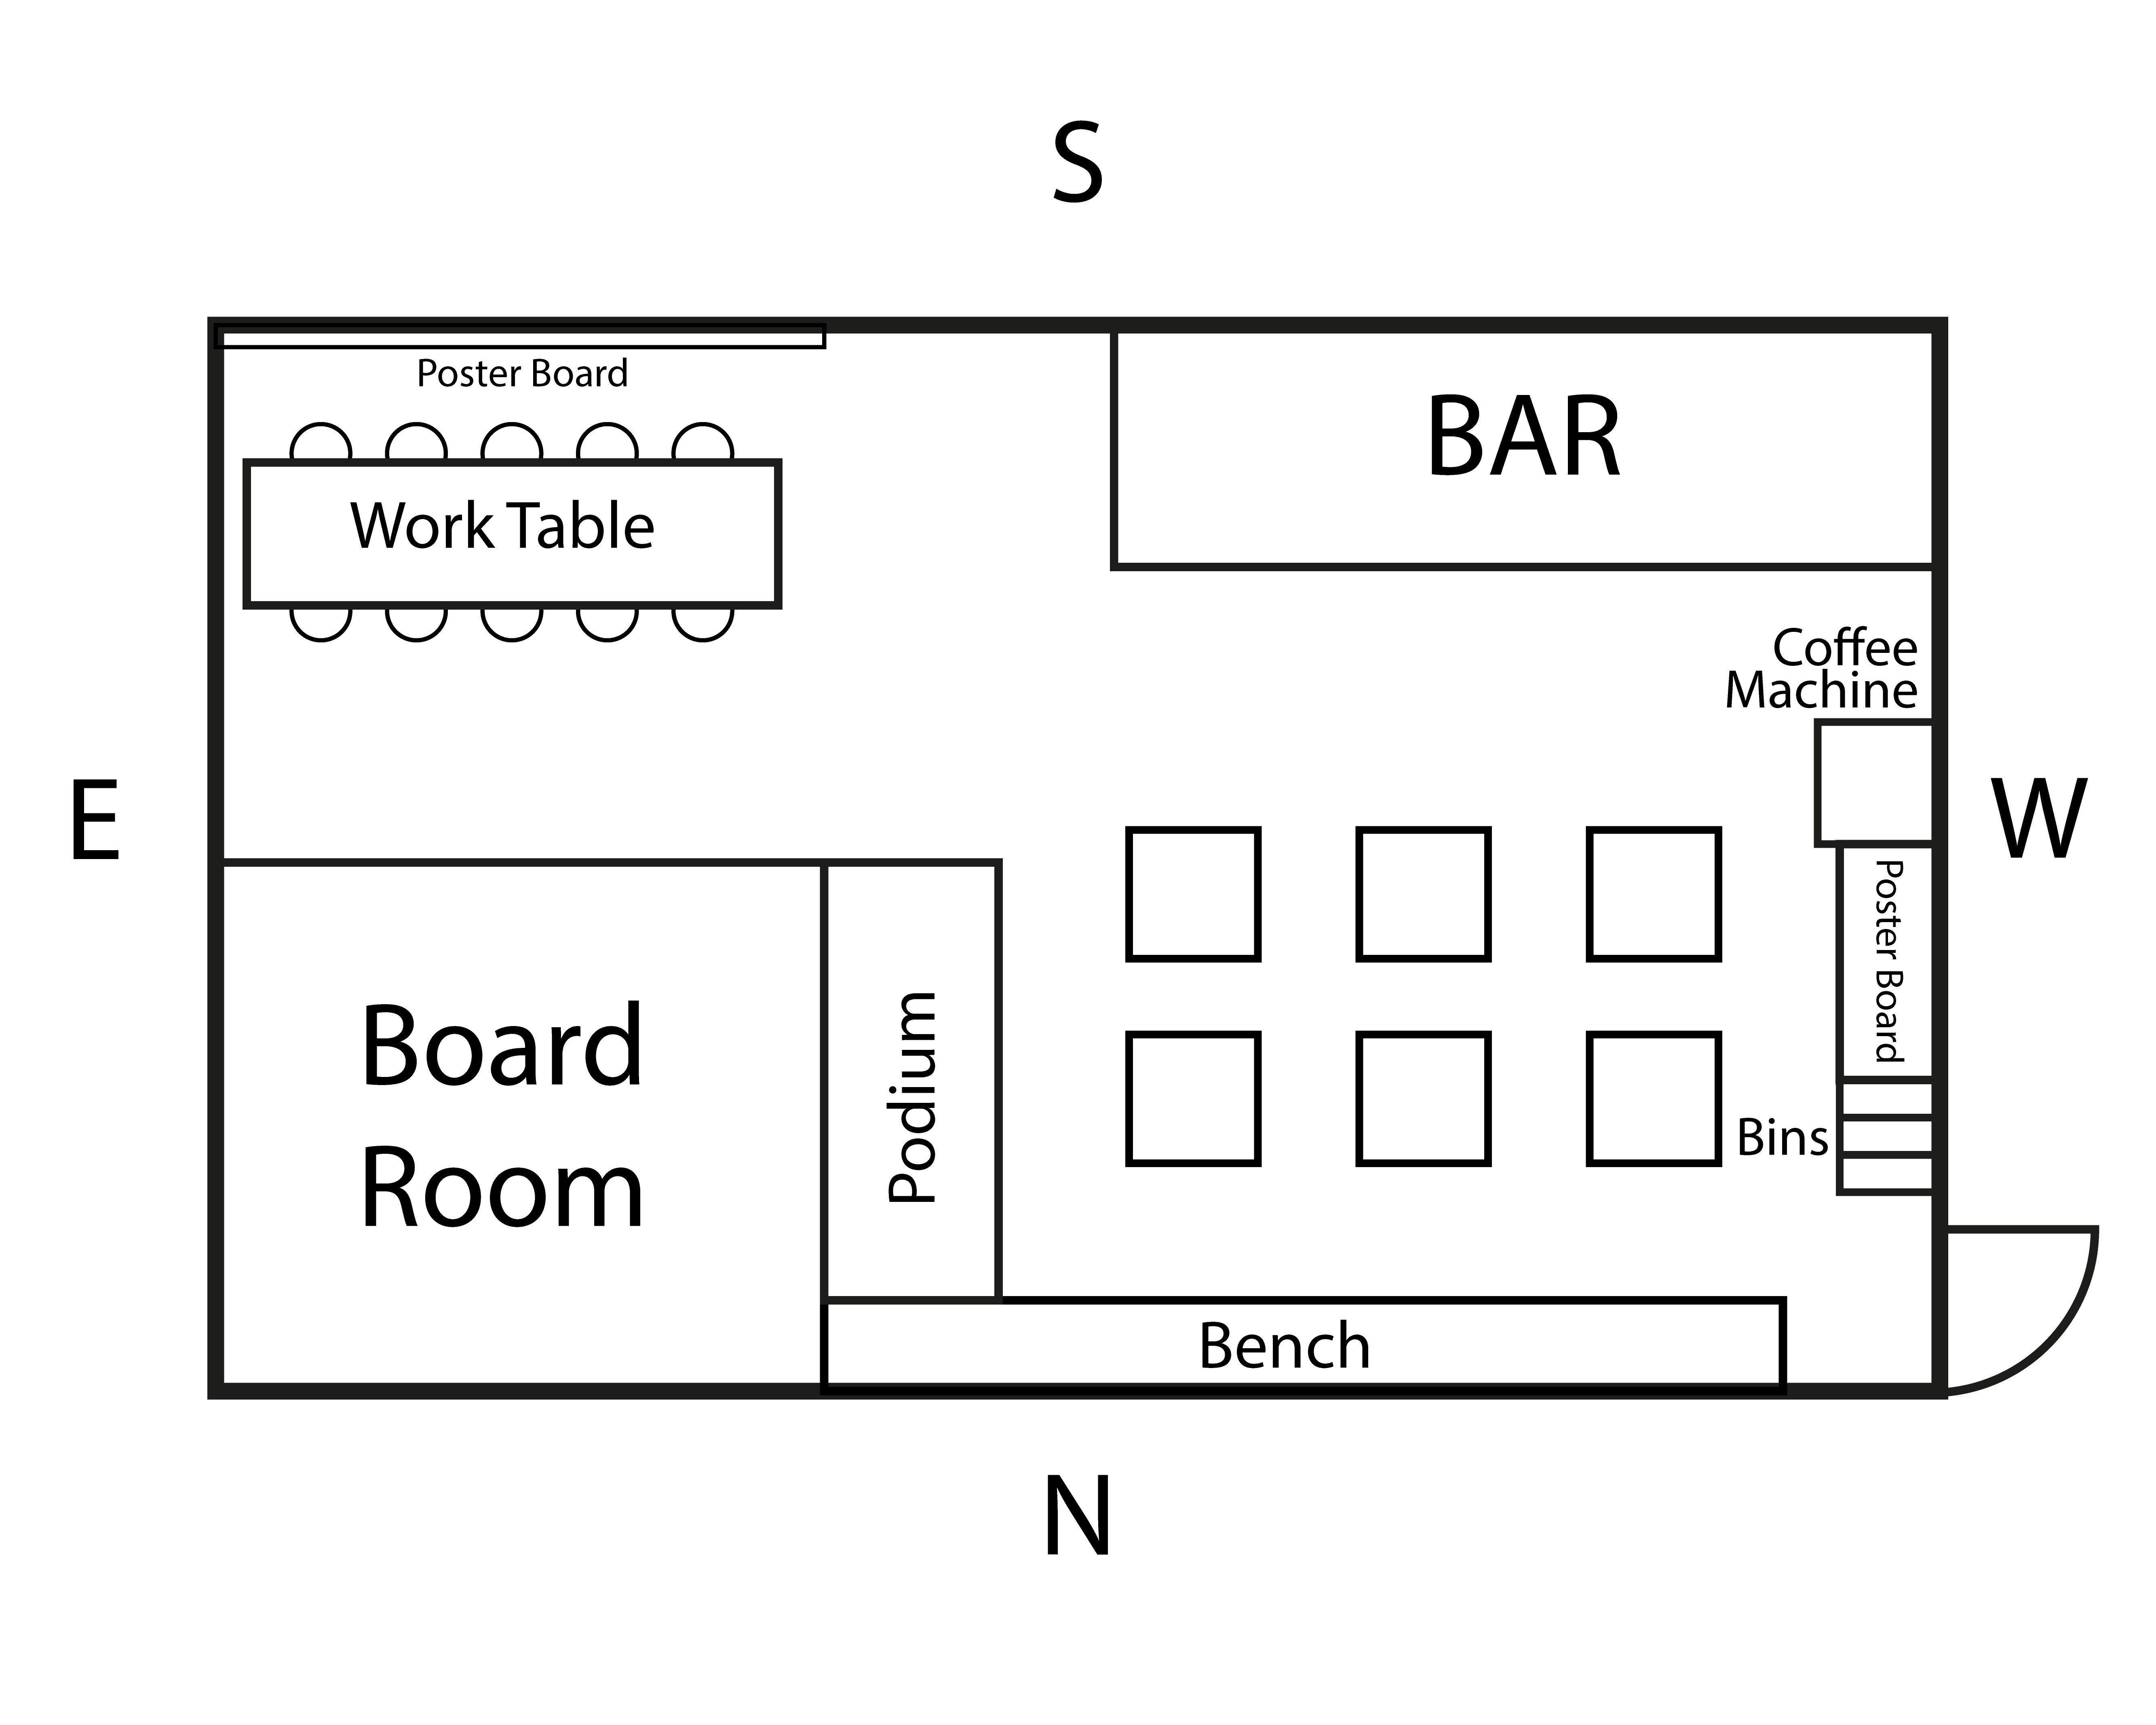 S
Poster Board
BAR
Work Table
Coffee
Machine
E
W
Poster Board
Board
Room
Podium
Bins
Bench
N